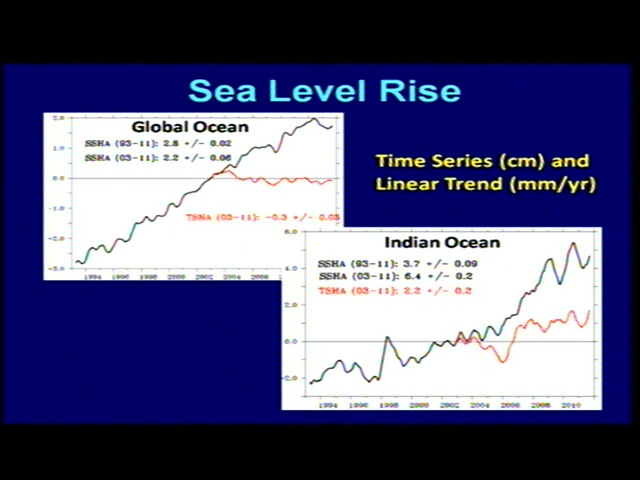 Sea Level Rise
Global Ocean
SSHA (93-11): 2.8 +/- 0.02
SSHA (03-11): 2.2 +/- 0.06
TSHA (03-11): -0.3 +/- 0.03
2.0
1.0
0.0
-1.0
-2.0
-3.0
1994 1996 1998 2000 2002 2004 2006 2008
Time Series (cm) and
Linear Trend (mm/yr)
Indian Ocean
SSHA (93-11): 3.7 +/- 0.09
SSHA (03-11): 6.4 +/- 0.2
TSHA (03-11): 2.2 +/- 0.2
6.0
4.0
2.0
0.0
-2.0
1994 1996 1998 2000 2002 2004 2006 2008 2010